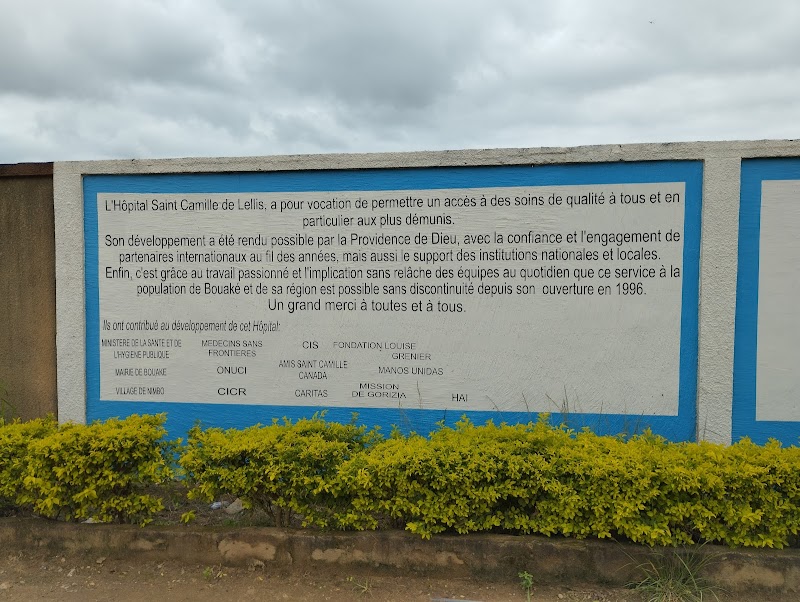 L'Hôpital Saint Camille de Lellis, a pour vocation de permettre un accès à des soins de qualité à tous et en
particulier aux plus démunis.
Son développement a été rendu possible par la Providence de Dieu, avec la confiance et l'engagement de
partenaires internationaux au fil des années, mais aussi le support des institutions nationales et locales.
Enfin, c'est grâce au travail passionné et l'implication sans relâche des équipes au quotidien que ce service à la
population de Bouaké et de sa région est possible sans discontinuité depuis son ouverture en 1996.
Un grand merci à toutes et à tous.
Ils ont contribué au développement de cet Hôpital:
MINISTERE DE LA SANTE ET DE
L'HYGIENE PUBLIQUE
MEDECINS SANS
FRONTIERES
CIS
FONDATION LOUISE
GRENIER
MAIRIE DE BOUAKE
ONUCI
AMIS SAINT CAMILLE
CANADA
MANOS UNIDAS
VILLAGE DE NIMBO
CICR
CARITAS
MISSION
DE GORIZIA
HAI